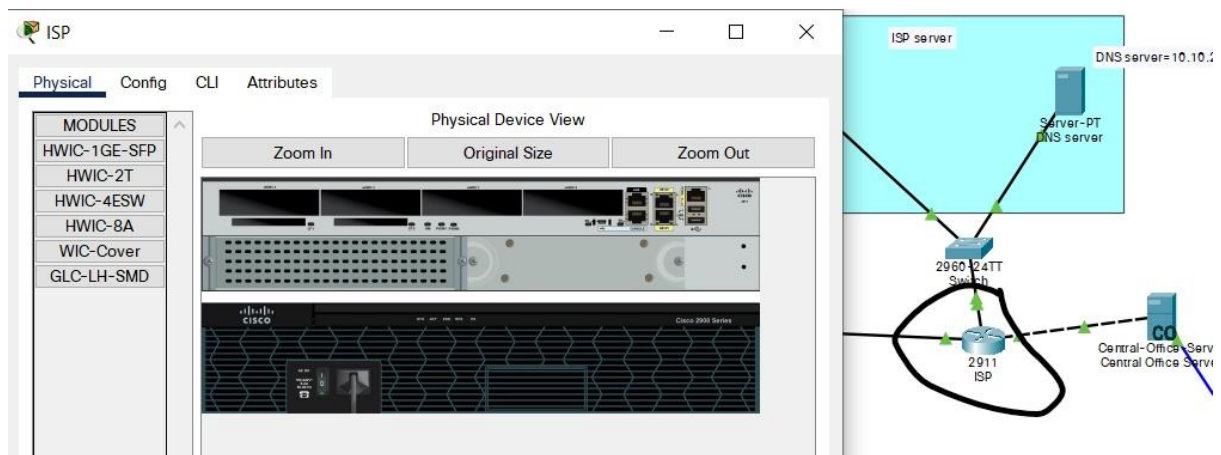 ISP
Physical Config CLI Attributes
MODULES
HWIC-1GE-SFP
HWIC-2T
HWIC-4ESW
HWIC-8A
WIC-Cover
GLC-LH-SMD
Physical Device View
Zoom In Original Size Zoom Out
CISCO
Cisco 2900 Series
ISP server
DNS server=10.10.2
Server-PT
DNS server
2960-24TT
Switch
2911
ISP
CO
Central-Office-Serv
Central Office Serve